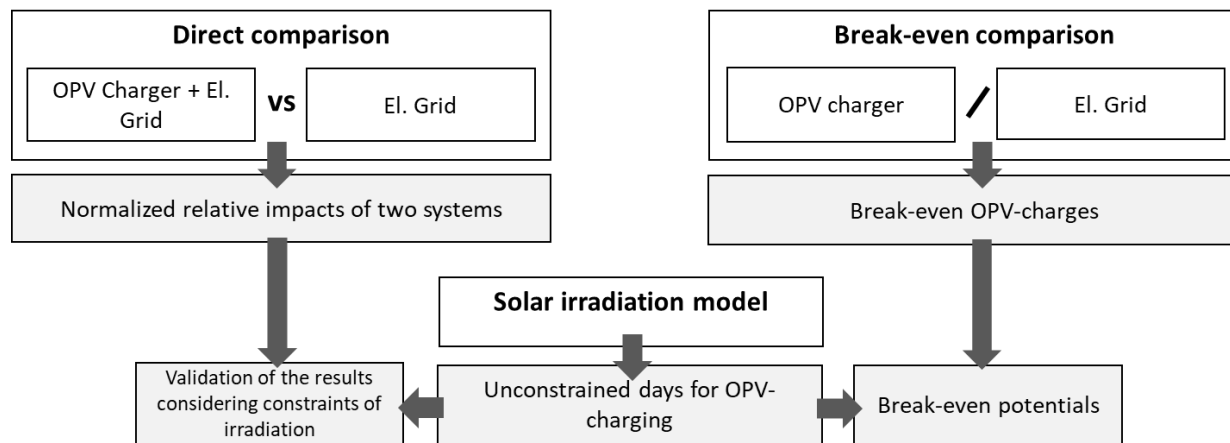 Direct comparison
OPV Charger + El.
Grid
vs
El. Grid
Normalized relative impacts of two systems
Break-even comparison
OPV charger
/
El. Grid
Break-even OPV-charges
Solar irradiation model
Validation of the results
considering constraints of
irradiation
Unconstrained days for OPV-
charging
Break-even potentials